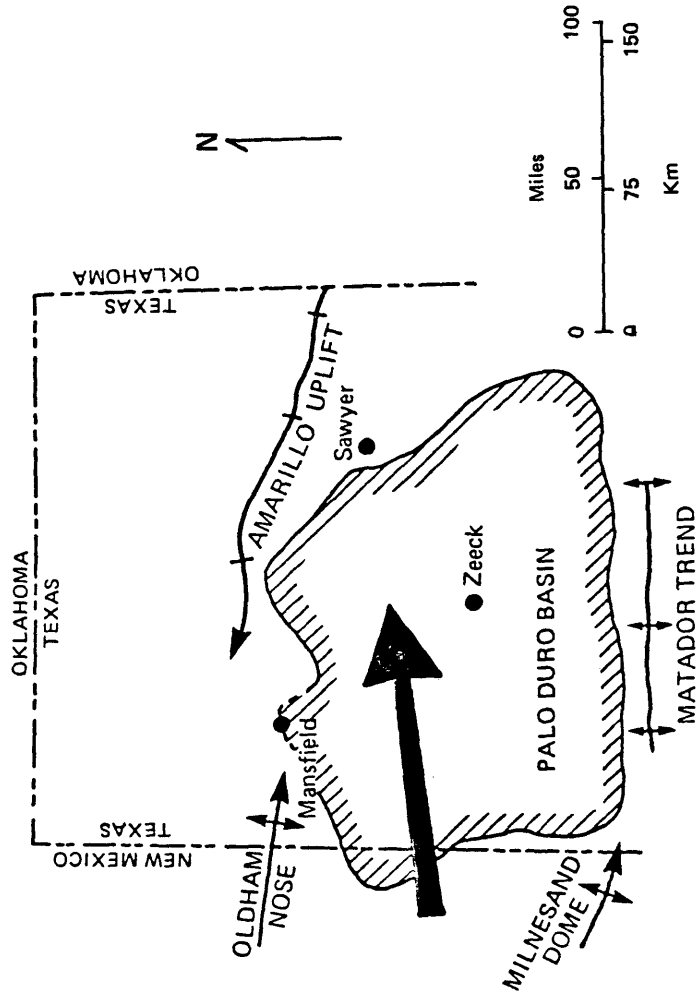 OKLAHOMA
TEXAS
NEW MEXICO
TEXAS
TEXAS
OKLAHOMA
N
OLDHAM
NOSE
Mansfield
AMARILLO UPLIFT
Sawyer
Zeeck
PALO DURO BASIN
MILNESAND
DOME
MATADOR TREND
Miles
0 50 100
0 75 150
Km